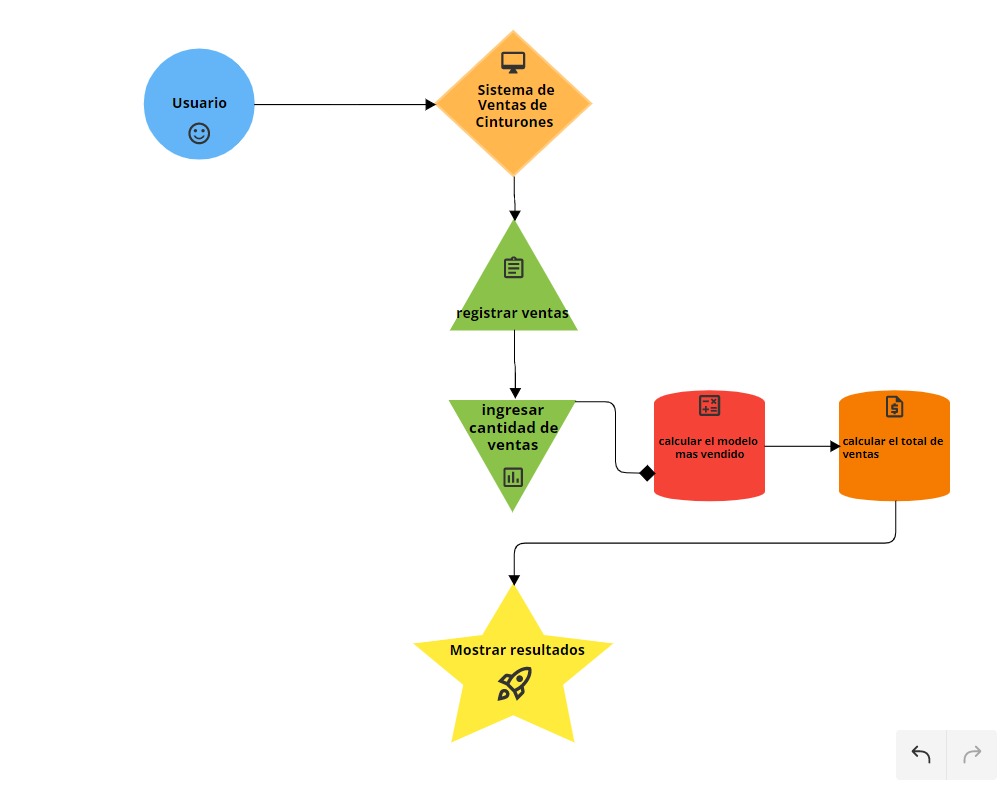 Usuario
Sistema de
Ventas de
Cinturones
registrar ventas
ingresar
cantidad de
ventas
calcular el modelo
mas vendido
calcular el total de
ventas
Mostrar resultados